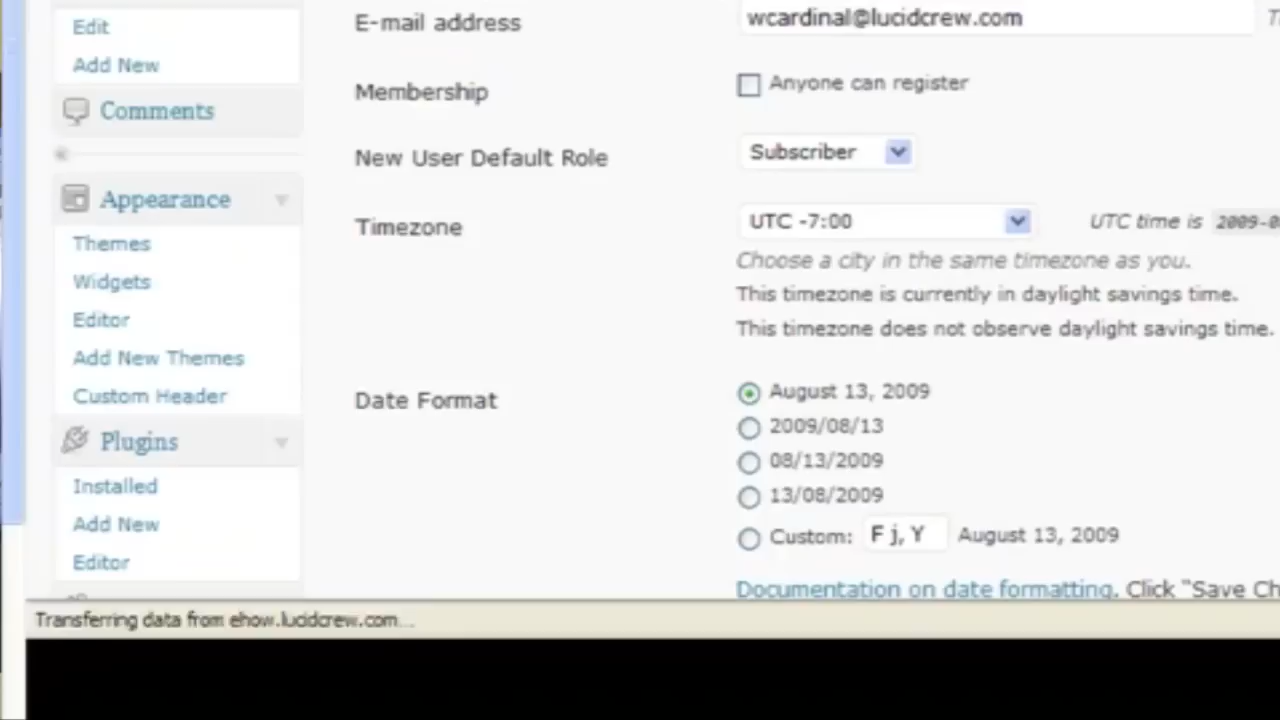 Edit
Add New
Comments
Appearance
Themes
Widgets
Editor
Add New Themes
Custom Header
Plugins
Installed
Add New
Editor
E-mail address wcardinal@lucidcrew.com
Membership Anyone can register
New User Default Role Subscriber
Timezone UTC -7:00 UTC time is 2009-0
Choose a city in the same timezone as you.
This timezone is currently in daylight savings time.
This timezone does not observe daylight savings time.
Date Format August 13, 2009
2009/08/13
08/13/2009
13/08/2009
Custom: F j, Y August 13, 2009
Documentation on date formatting. Click "Save Ch
Transferring data from ehow.lucidcrew.com...